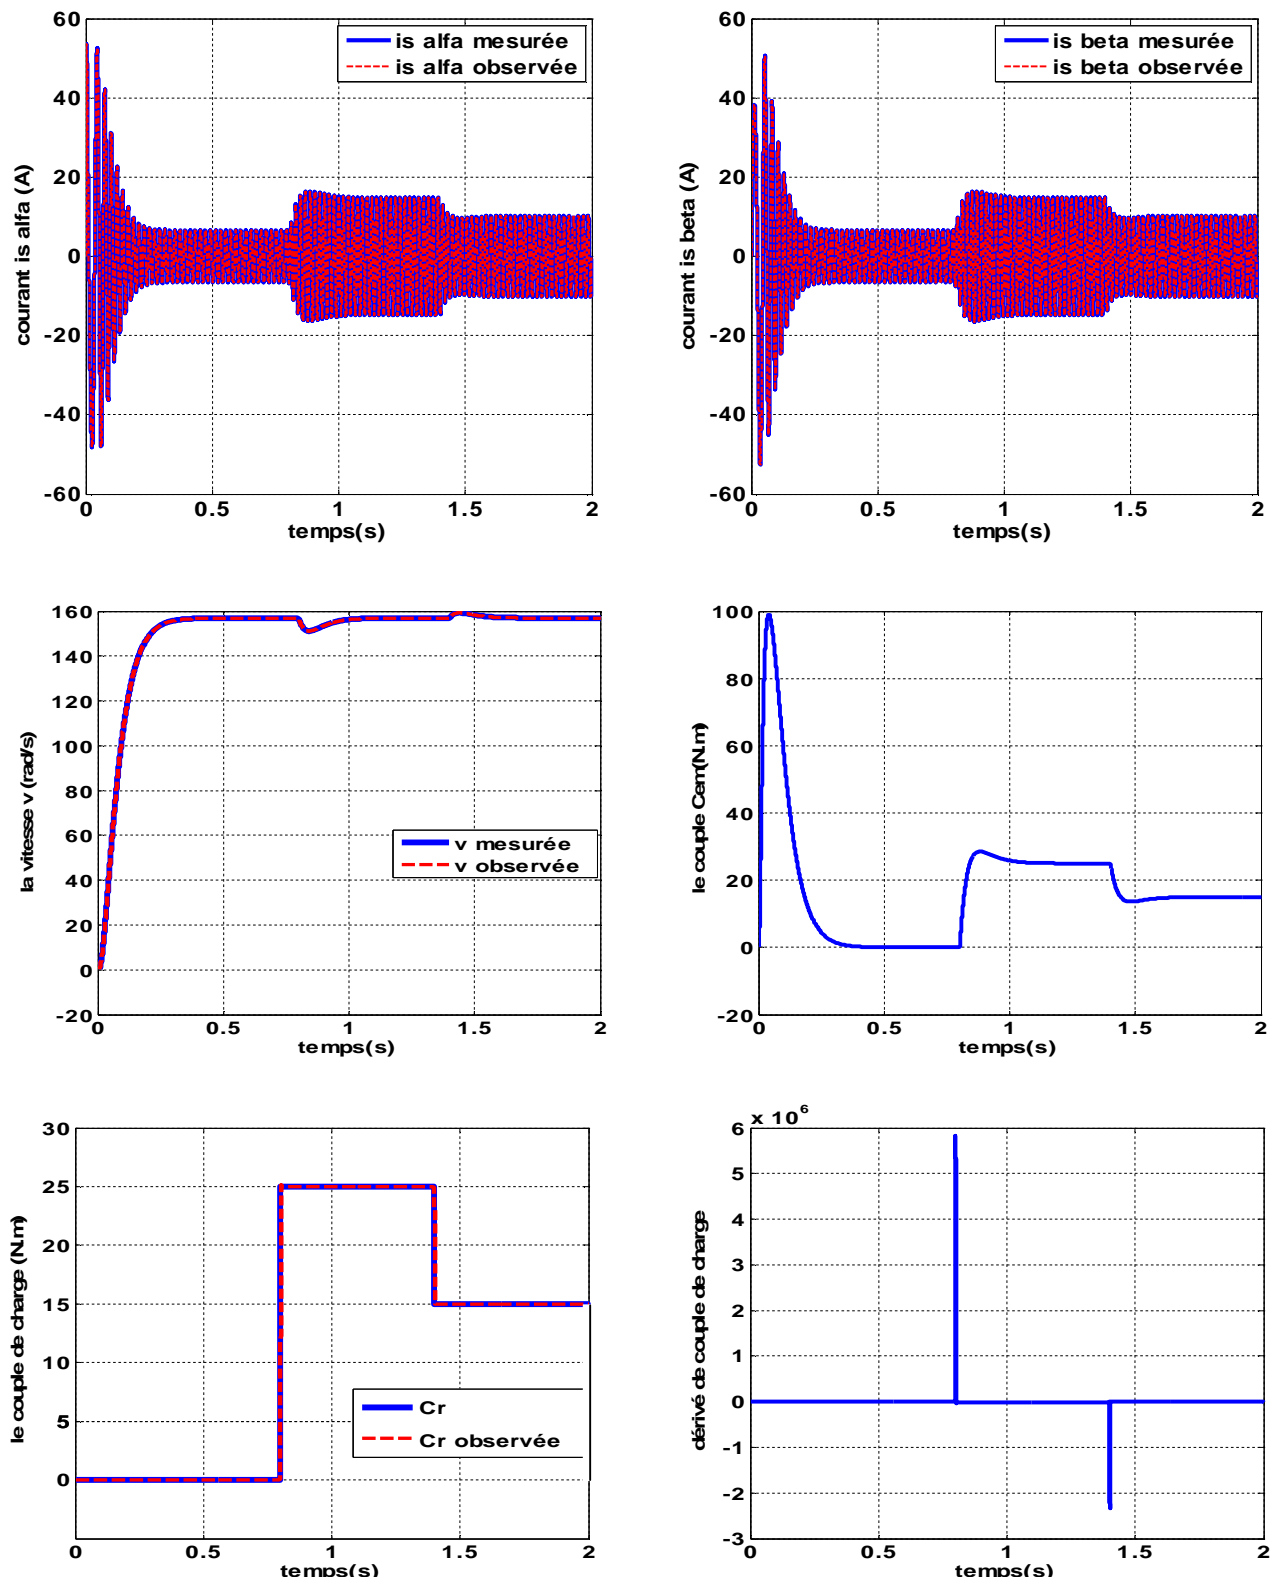 60
40
20
0
-20
-40
-60
courant is alfa (A)
is alfa mesurée
is alfa observée
0 0.5 1 1.5 2
temps(s)
60
40
20
0
-20
-40
-60
courant is beta (A)
is beta mesurée
is beta observée
0 0.5 1 1.5 2
temps(s)
160
140
120
100
80
60
40
20
0
-20
la vitesse v (rad/s)
v mesurée
v observée
0 0.5 1 1.5 2
temps(s)
100
80
60
40
20
0
-20
le couple Cem(N.m)
0 0.5 1 1.5 2
temps(s)
30
25
20
15
10
5
0
le couple de charge (N.m)
Cr
Cr observée
0 0.5 1 1.5 2
temps(s)
x 10^6
6
5
4
3
2
1
0
-1
-2
-3
dérivé de couple de charge
0 0.5 1 1.5 2
temps(s)